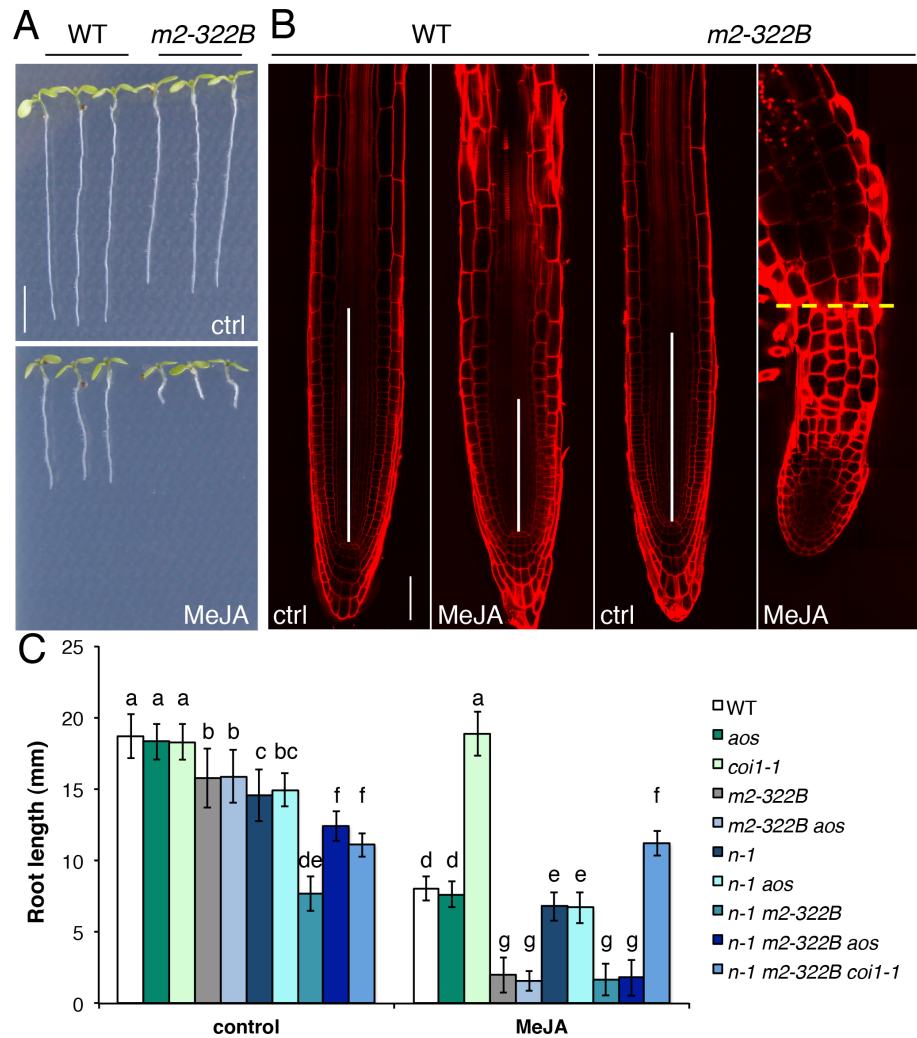 A
WT
m2-322B
ctrl
MeJA
B
WT
m2-322B
ctrl
MeJA
ctrl
MeJA
C
Root length (mm)
25
20
15
10
5
0
a a a b b c bc de f f
d d a g g e e g g f
control
MeJA
WT
aos
coi1-1
m2-322B
m2-322B aos
n-1
n-1 aos
n-1 m2-322B
n-1 m2-322B aos
n-1 m2-322B coi1-1